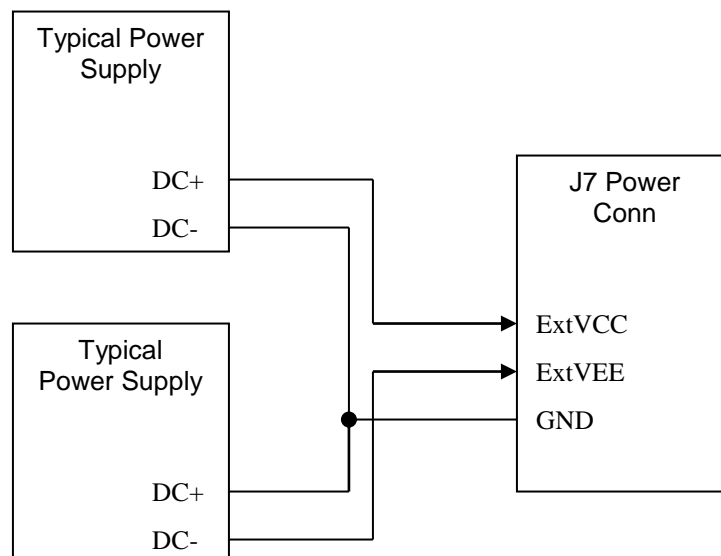 Typical Power
Supply
DC+
DC-
J7 Power
Conn
ExtVCC
ExtVEE
GND
Typical
Power Supply
DC+
DC-